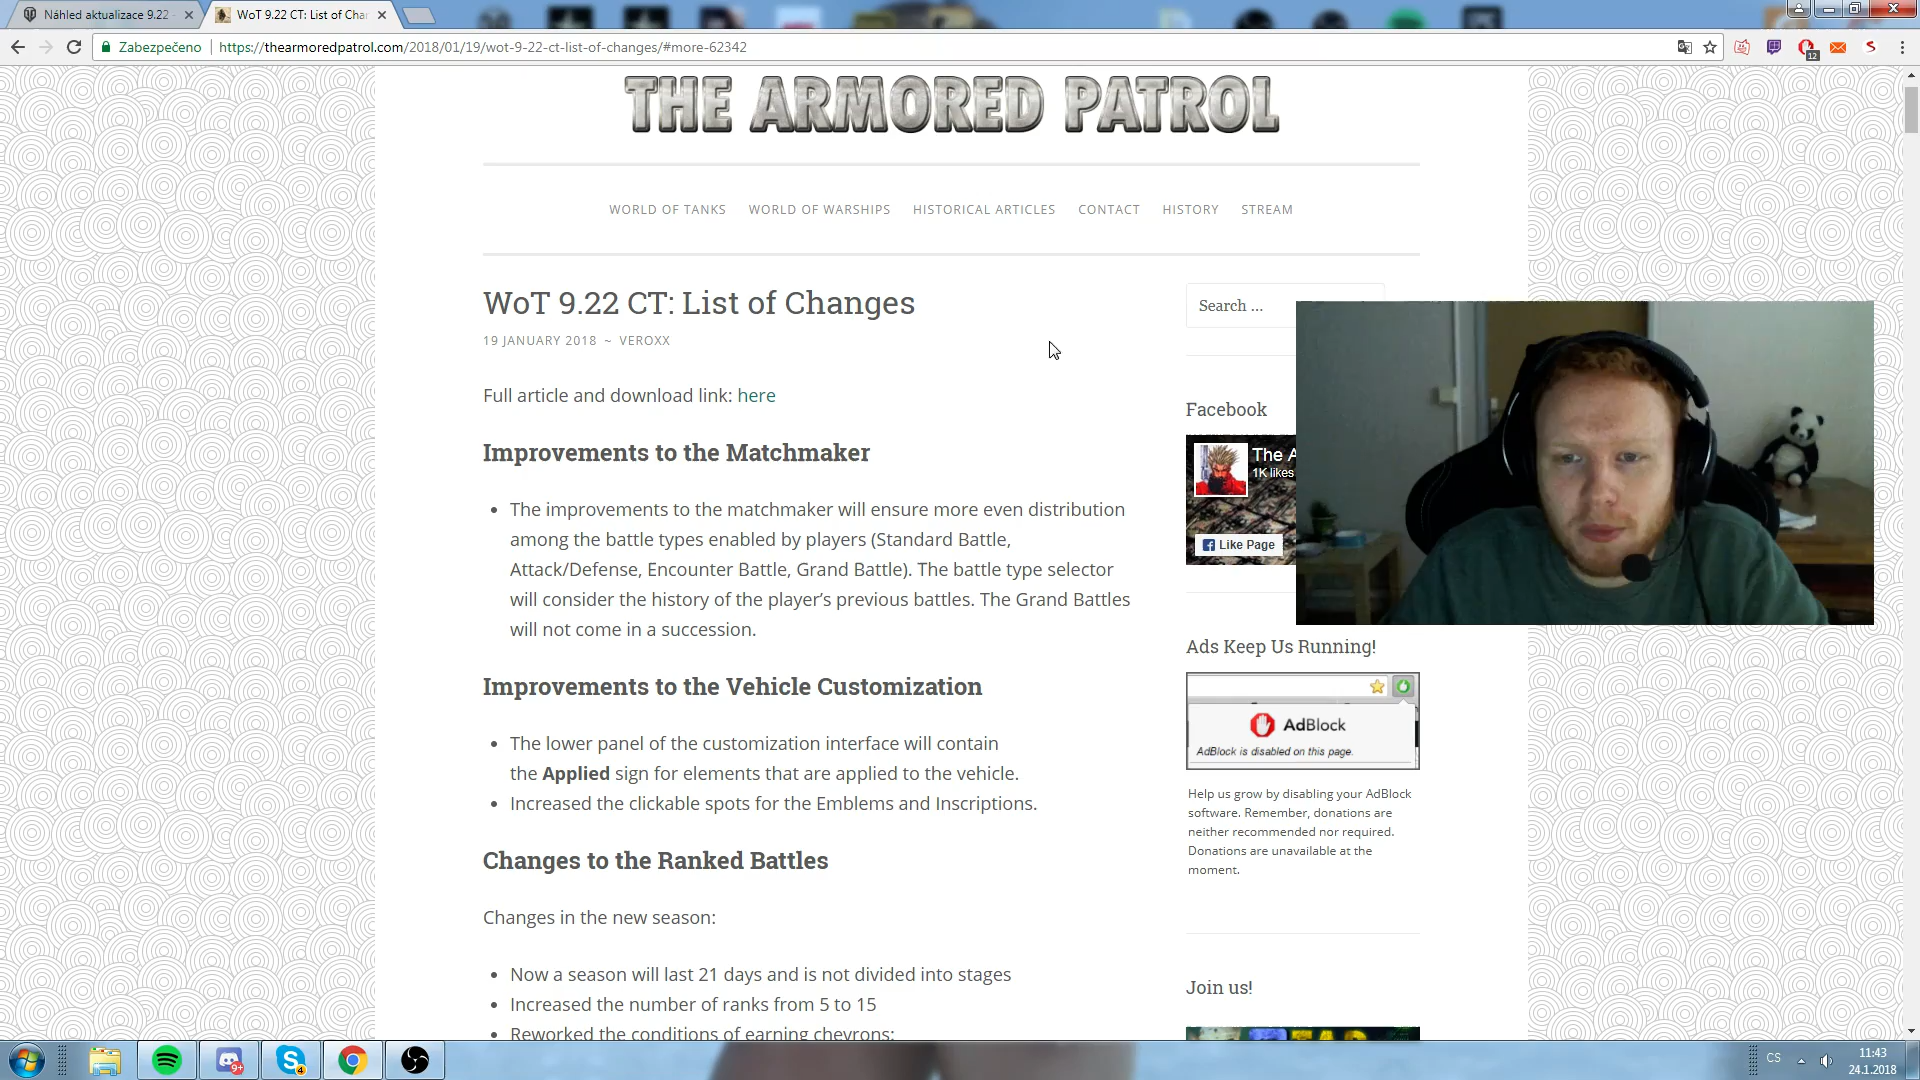 Náhled aktualizace 9.22
WoT 9.22 CT: List of Cha
Zabezpečeno
https://thearmoredpatrol.com/2018/01/19/wot-9-22-ct-list-of-changes/#more-62342
12
THE ARMORED PATROL
WORLD OF TANKS WORLD OF WARSHIPS HISTORICAL ARTICLES CONTACT HISTORY STREAM
WoT 9.22 CT: List of Changes
19 JANUARY 2018 ~ VEROXX
Full article and download link: here
Improvements to the Matchmaker
• The improvements to the matchmaker will ensure more even distribution
among the battle types enabled by players (Standard Battle,
Attack/Defense, Encounter Battle, Grand Battle). The battle type selector
will consider the history of the player’s previous battles. The Grand Battles
will not come in a succession.
Improvements to the Vehicle Customization
• The lower panel of the customization interface will contain
the Applied sign for elements that are applied to the vehicle.
• Increased the clickable spots for the Emblems and Inscriptions.
Changes to the Ranked Battles
Changes in the new season:
• Now a season will last 21 days and is not divided into stages
• Increased the number of ranks from 5 to 15
• Reworked the conditions of earning chevrons:
Search ...
Facebook
The A
1K likes
Like Page
Ads Keep Us Running!
AdBlock
AdBlock is disabled on this page.
Help us grow by disabling your AdBlock
software. Remember, donations are
neither recommended nor required.
Donations are unavailable at the
moment.
Join us!
9+
4
CS
11:43
24.1.2018